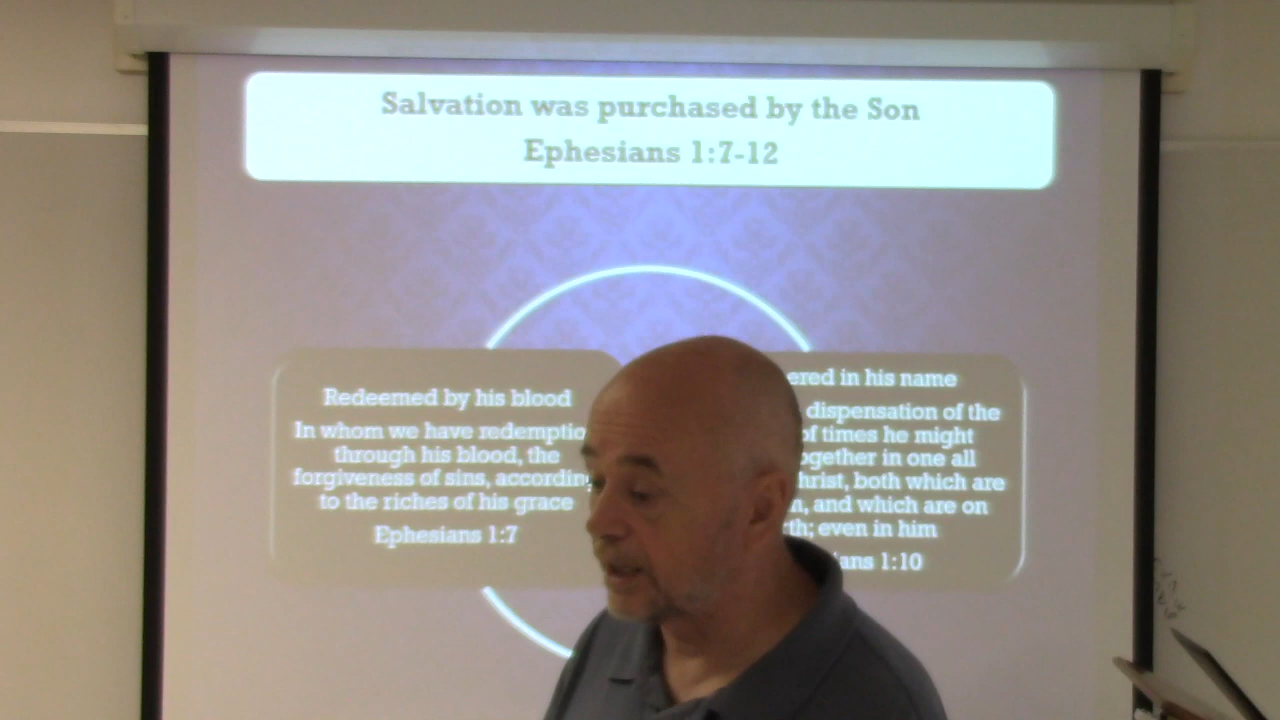 Salvation was purchased by the Son
Ephesians 1:7-12
Redeemed by his blood
In whom we have redemptio
through his blood, the
forgiveness of sins, according
to the riches of his grace
Ephesians 1:7
ered in his name
dispensation of the
of times he might
ogether in one all
hrist, both which are
n, and which are on
rth; even in him
ians 1:10